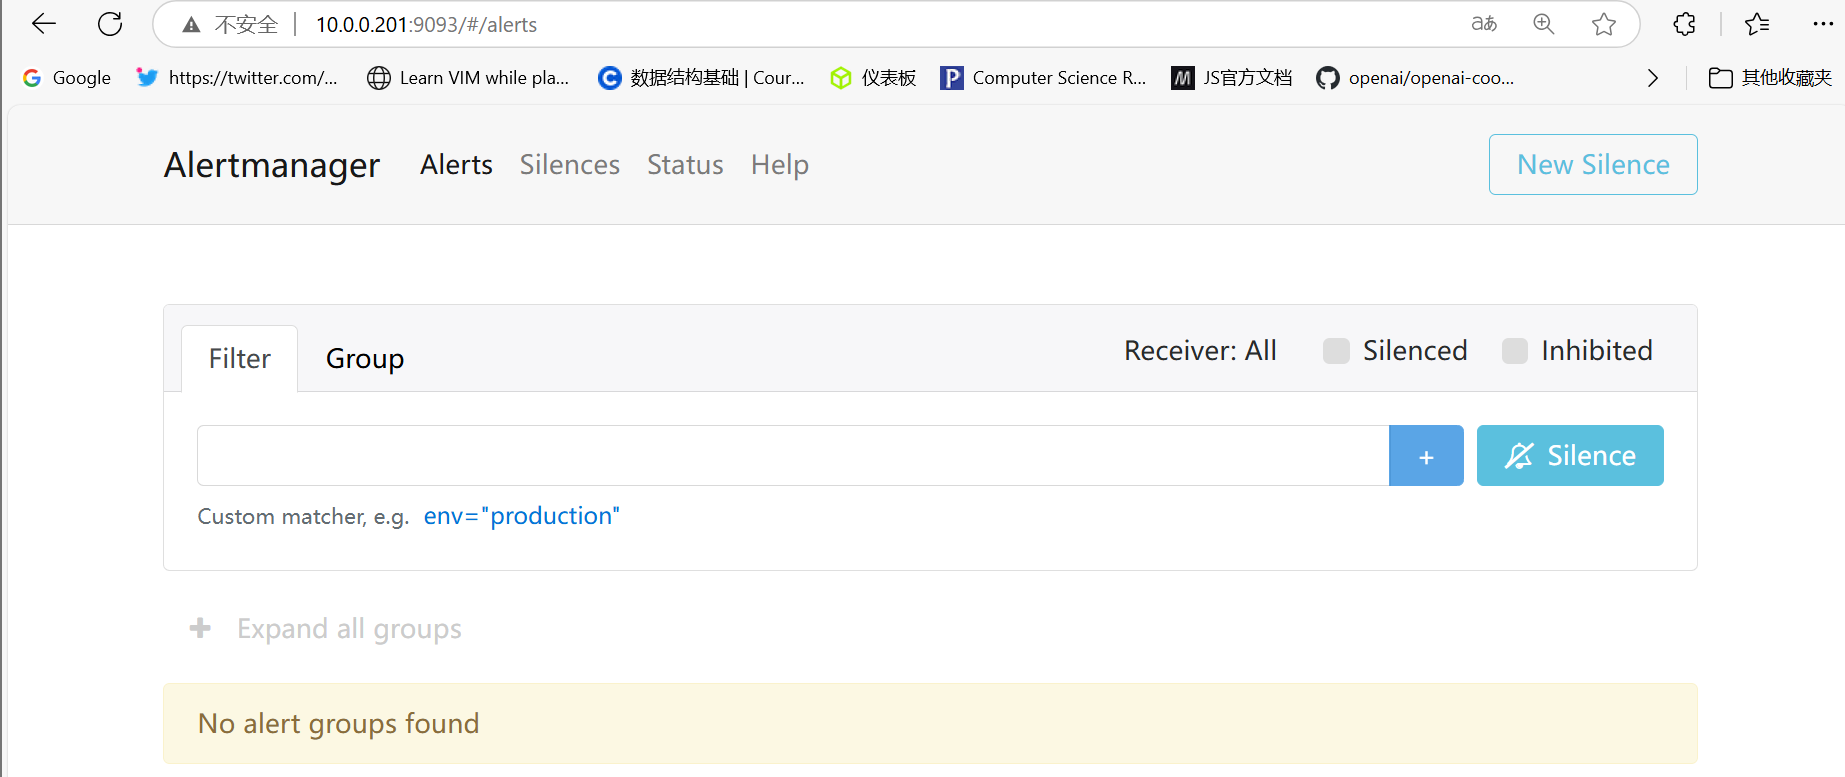 不安全 10.0.0.201:9093/#/alerts aあ
Google https://twitter.com/... Learn VIM while pla... 数据结构基础 | Cour... 仪表板 Computer Science R... JS官方文档 openai/openai-coo... 其他收藏夹
Alertmanager Alerts Silences Status Help New Silence
Filter Group Receiver: All Silenced Inhibited
+ Silence
Custom matcher, e.g. env="production"
+ Expand all groups
No alert groups found